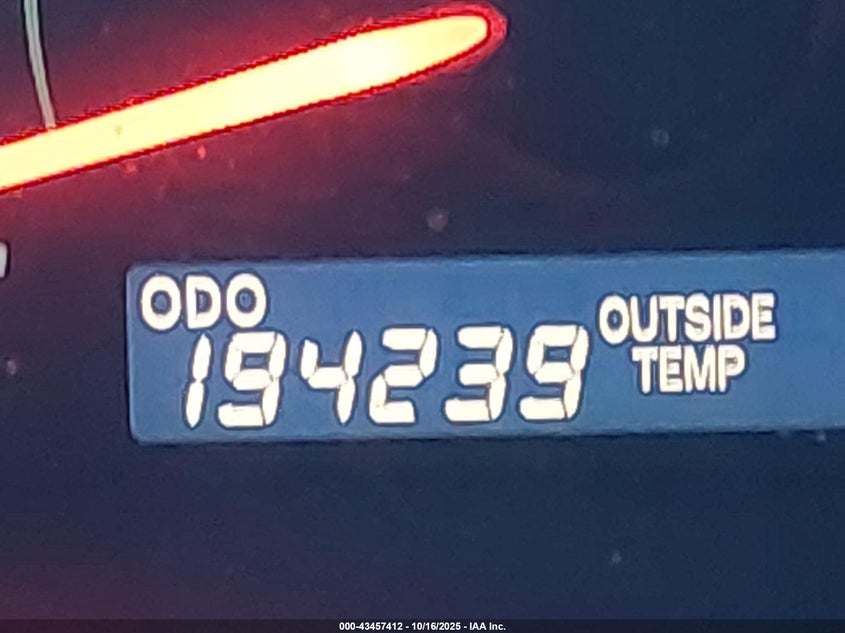 ODO
194239
OUTSIDE
TEMP
000-43457412 - 10/16/2025 - IAA Inc.